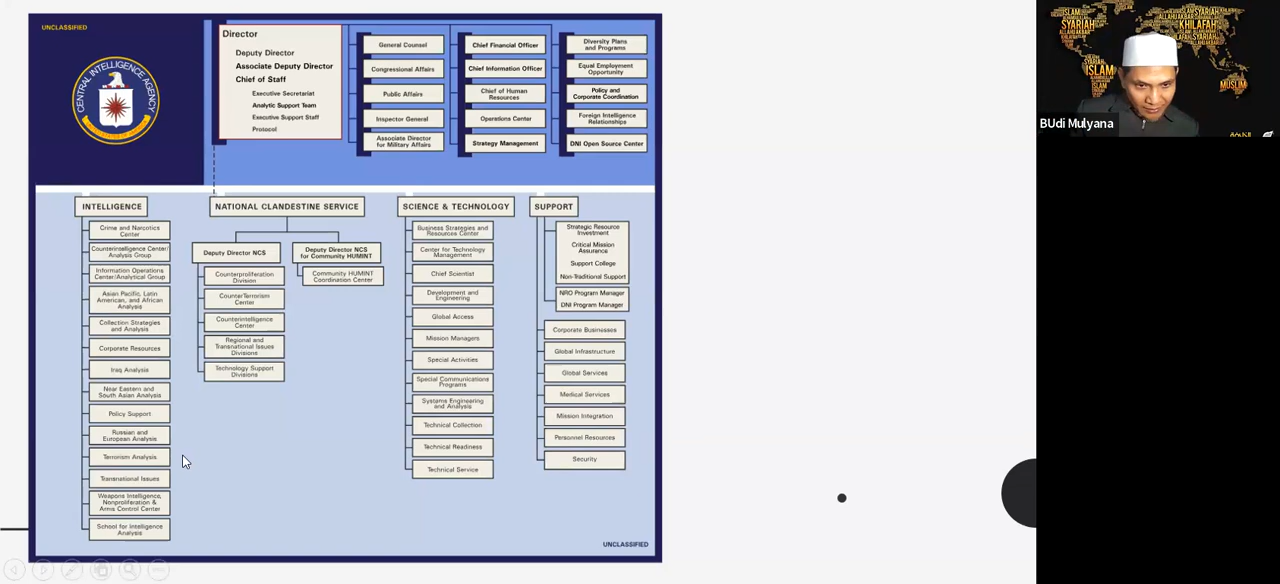 UNCLASSIFIED
CENTRAL INTELLIGENCE AGENCY
Director
Deputy Director
Associate Deputy Director
Chief of Staff
Executive Secretariat
Analytic Support Team
Executive Support Staff
Protocol
General Counsel
Congressional Affairs
Public Affairs
Inspector General
Associate Director
for Military Affairs
Chief Financial Officer
Chief Information Officer
Chief of Human
Resources
Operations Center
Strategy Management
Diversity Plans
and Programs
Equal Employment
Opportunity
Policy and
Corporate Coordination
Foreign Intelligence
Relationships
DNI Open Source Center
INTELLIGENCE
Crime and Narcotics
Center
Counterintelligence Center/
Analysis Group
Information Operations
Center/Analytical Group
Asian Pacific, Latin
American, and African
Analysis
Collection Strategies
and Analysis
Corporate Resources
Iraq Analysis
Near Eastern and
South Asian Analysis
Policy Support
Russian and
European Analysis
Terrorism Analysis
Transnational Issues
Weapons Intelligence,
Nonproliferation &
Arms Control Center
School for Intelligence
Analysis
NATIONAL CLANDESTINE SERVICE
Deputy Director NCS
Counterproliferation
Division
CounterTerrorism
Center
Counterintelligence
Center
Regional and
Transnational Issues
Divisions
Technology Support
Divisions
Deputy Director NCS
for Community HUMINT
Community HUMINT
Coordination Center
SCIENCE & TECHNOLOGY
Business Strategies and
Resources Center
Center for Technology
Management
Chief Scientist
Development and
Engineering
Global Access
Mission Managers
Special Activities
Special Communications
Programs
Systems Engineering
and Analysis
Technical Collection
Technical Readiness
Technical Service
SUPPORT
Strategic Resource
Investment
Critical Mission
Assurance
Support College
Non-Traditional Support
NRO Program Manager
DNI Program Manager
Corporate Businesses
Global Infrastructure
Global Services
Medical Services
Mission Integration
Personnel Resources
Security
UNCLASSIFIED
ISLAM
SYARIAH
ALLAHUAKBAR
SYARIAH
KHILAFAH
SYARIAH
ISLAM
MUSLIM
BUdi Mulyana